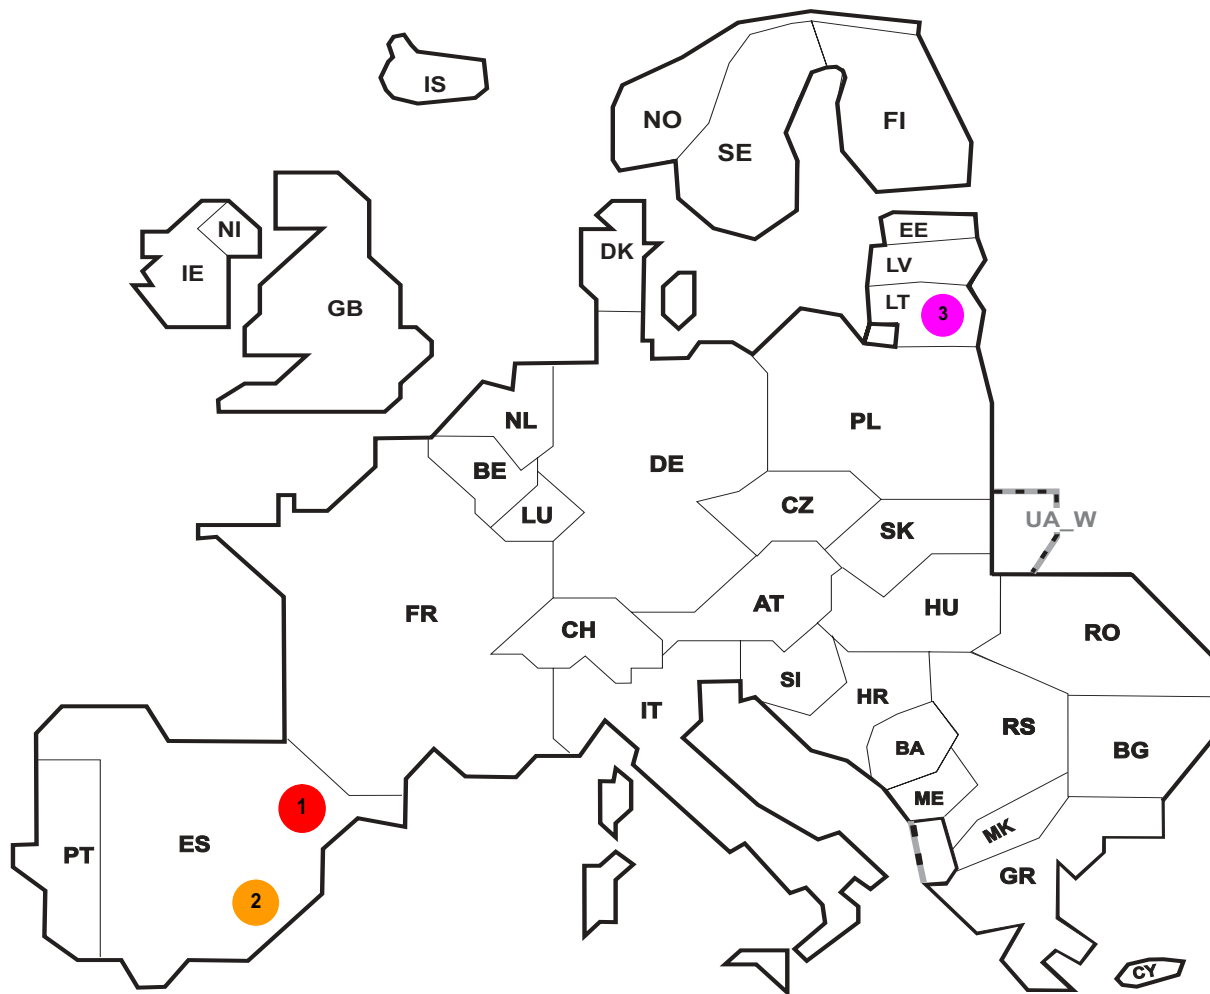 IS
NO
SE
FI
NI
IE
GB
DK
EE
LV
LT
3
NL
BE
LU
DE
PL
CZ
SK
UA_W
FR
CH
AT
HU
RO
IT
SI
HR
BA
RS
BG
ME
MK
GR
1
ES
PT
2
CY